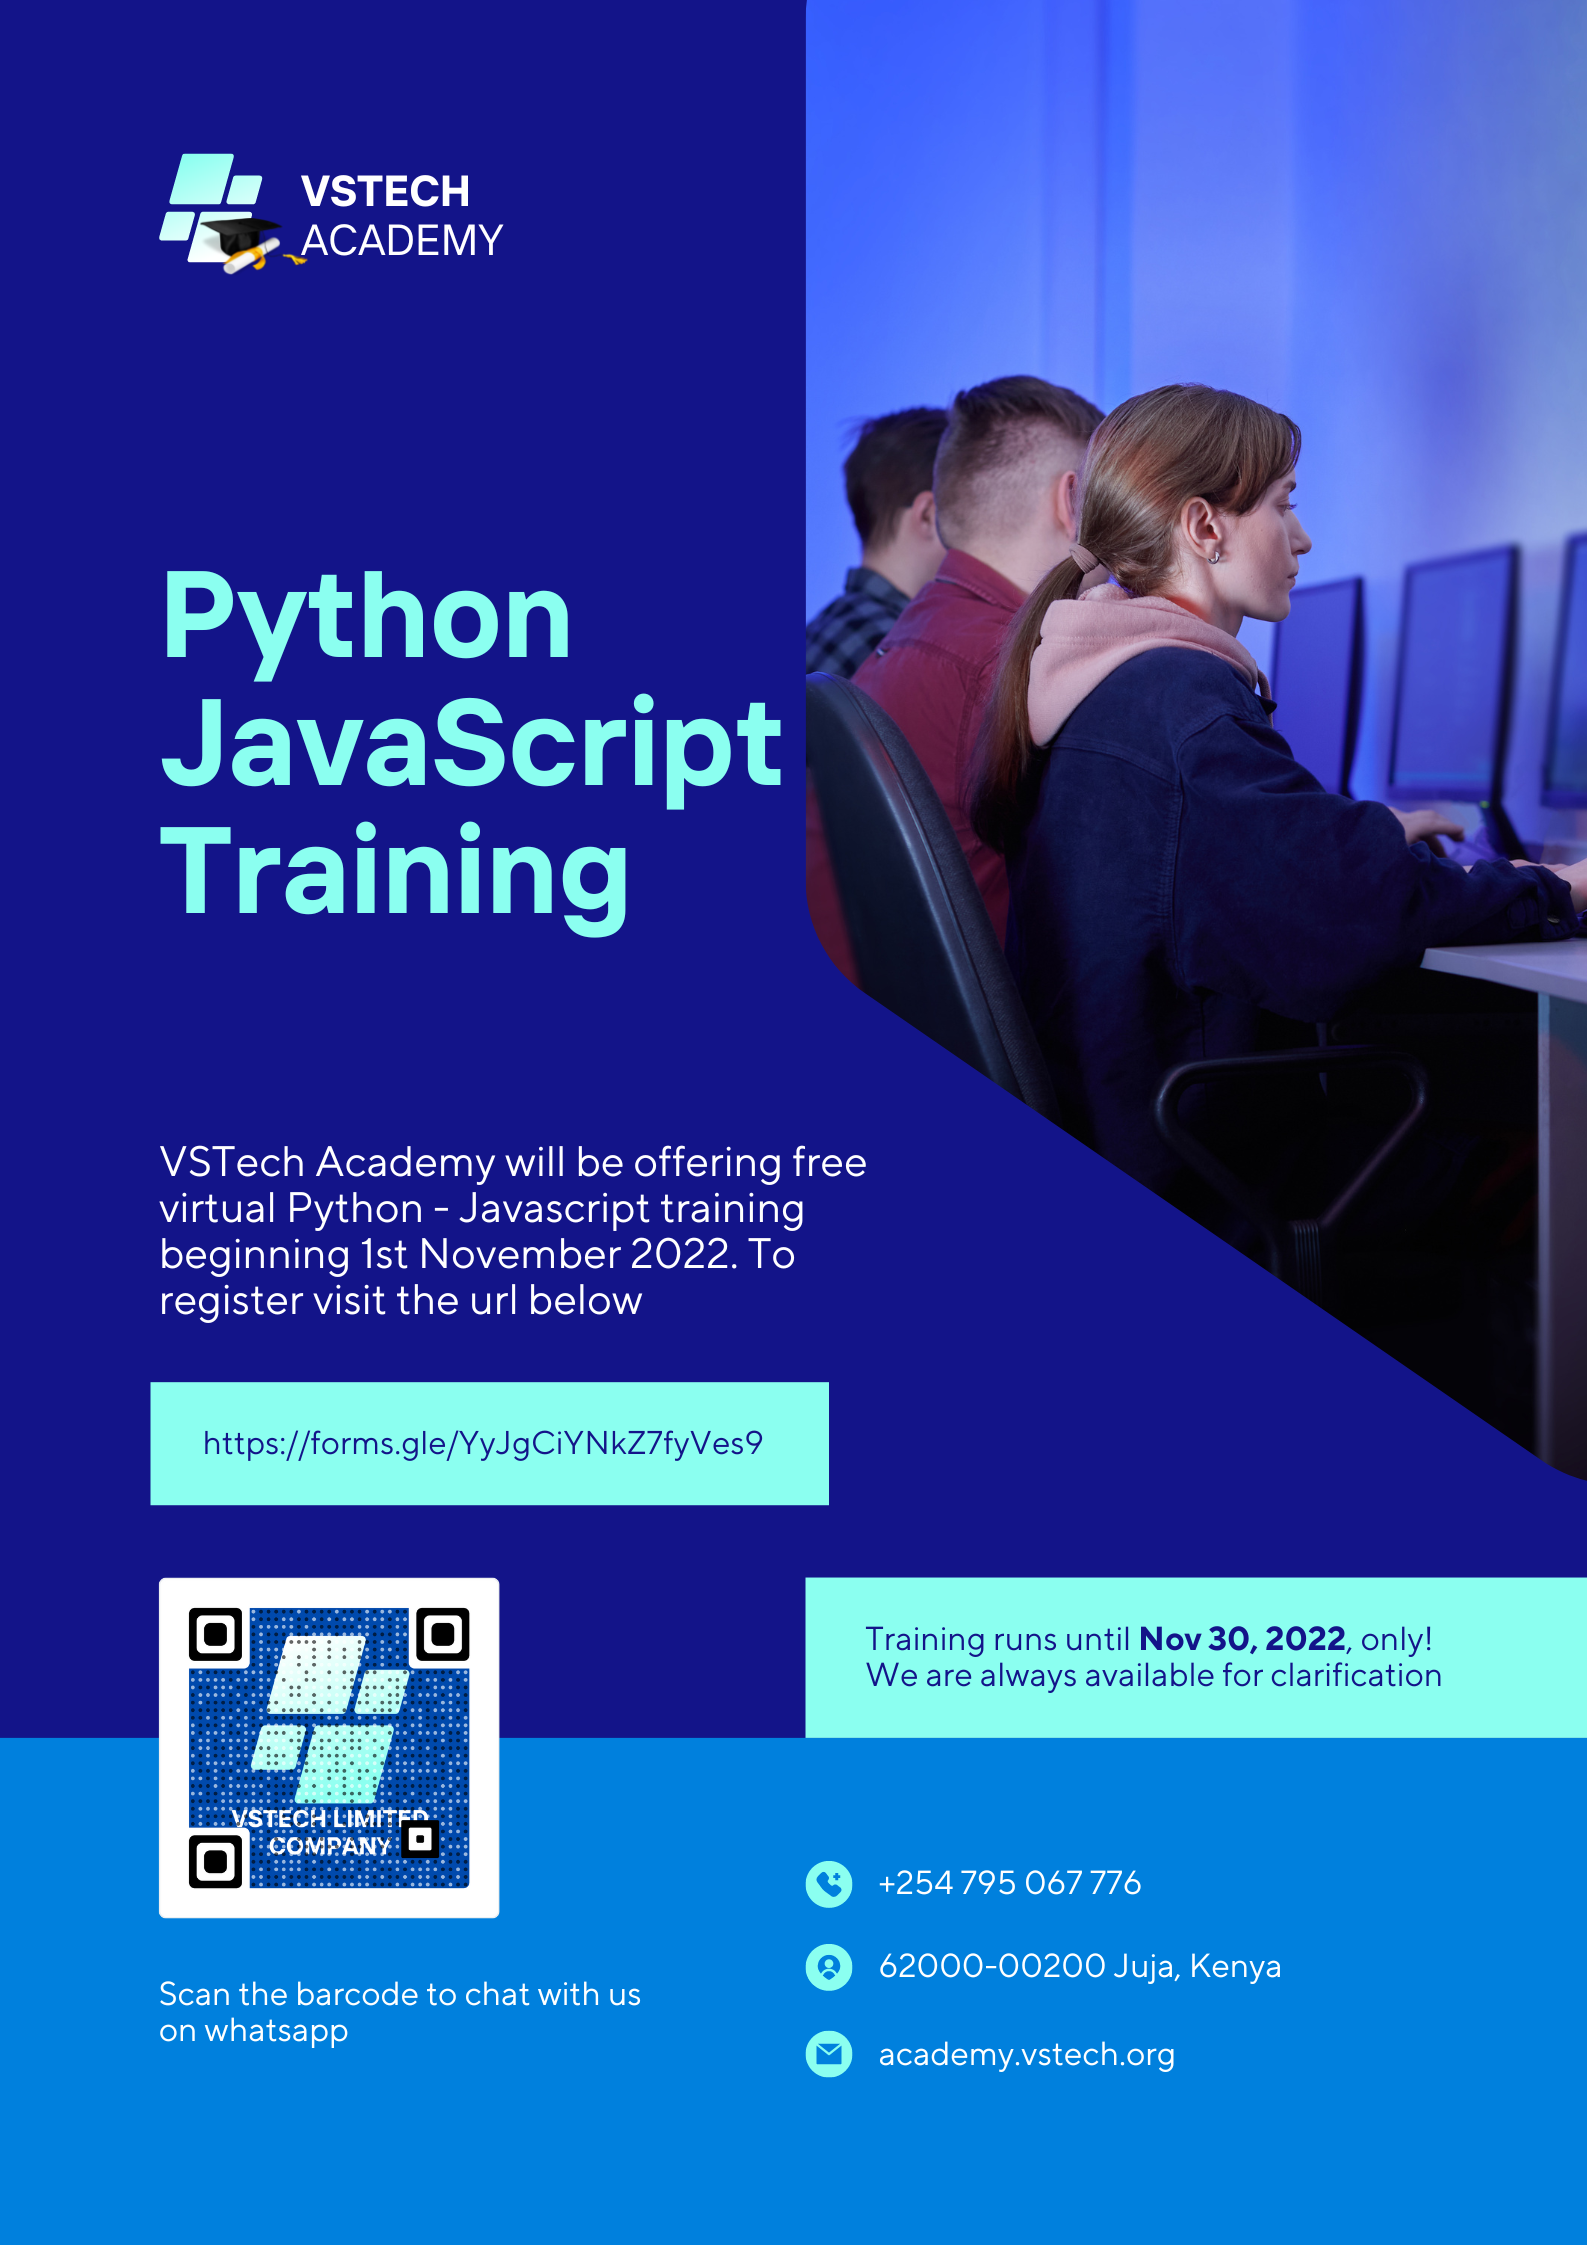 VSTECH
ACADEMY
Python
JavaScript
Training
VSTech Academy will be offering free
virtual Python - Javascript training
beginning 1st November 2022. To
register visit the url below
https://forms.gle/YyJgCiYNkZ7fyVes9
Training runs until Nov 30, 2022, only!
We are always available for clarification
VSTECH LIMITED
COMPANY
Scan the barcode to chat with us
on whatsapp
+254 795 067 776
62000-00200 Juja, Kenya
academy.vstech.org